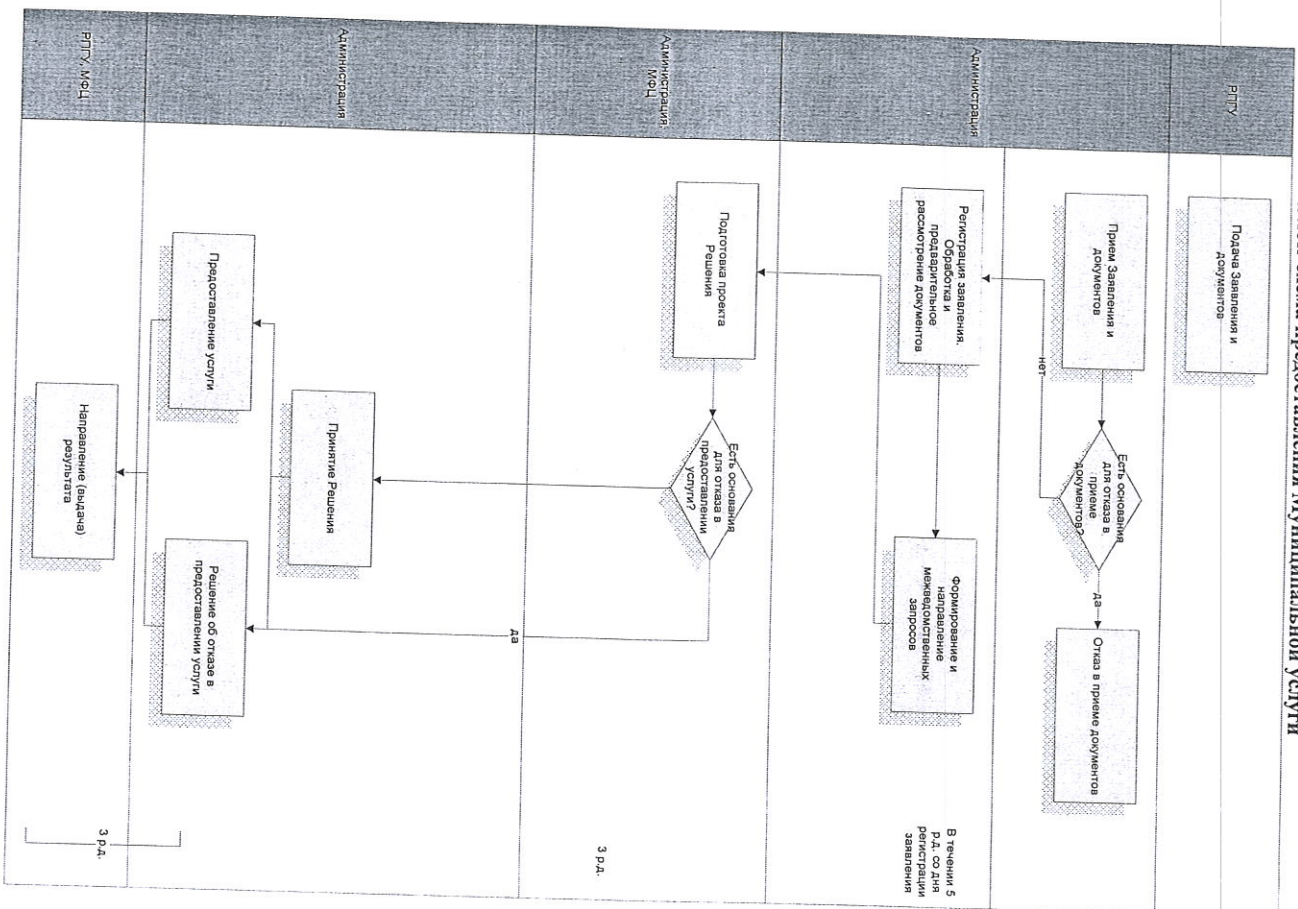 схема предоставления Муниципальной услуги
РПГУ
Подача Заявления и
документов
Администрация
Прием Заявления и
документов
Есть основания
для отказа в
приеме
документов?
да
Отказ в приеме документов
нет
Регистрация заявления.
Обработка и
предварительное
рассмотрение документов
Формирование и
направление
межведомственных
запросов
В течении 5
р.д. со дня
регистрации
заявления
Администрация
МФЦ
Подготовка проекта
Решения
Есть основания
для отказа в
предоставлении
услуги?
да
3 р.д.
Администрация
Принятие Решения
Предоставление услуги
Решение об отказе в
предоставлении услуги
РПГУ, МФЦ
Направление (выдача)
результата
3 р.д.